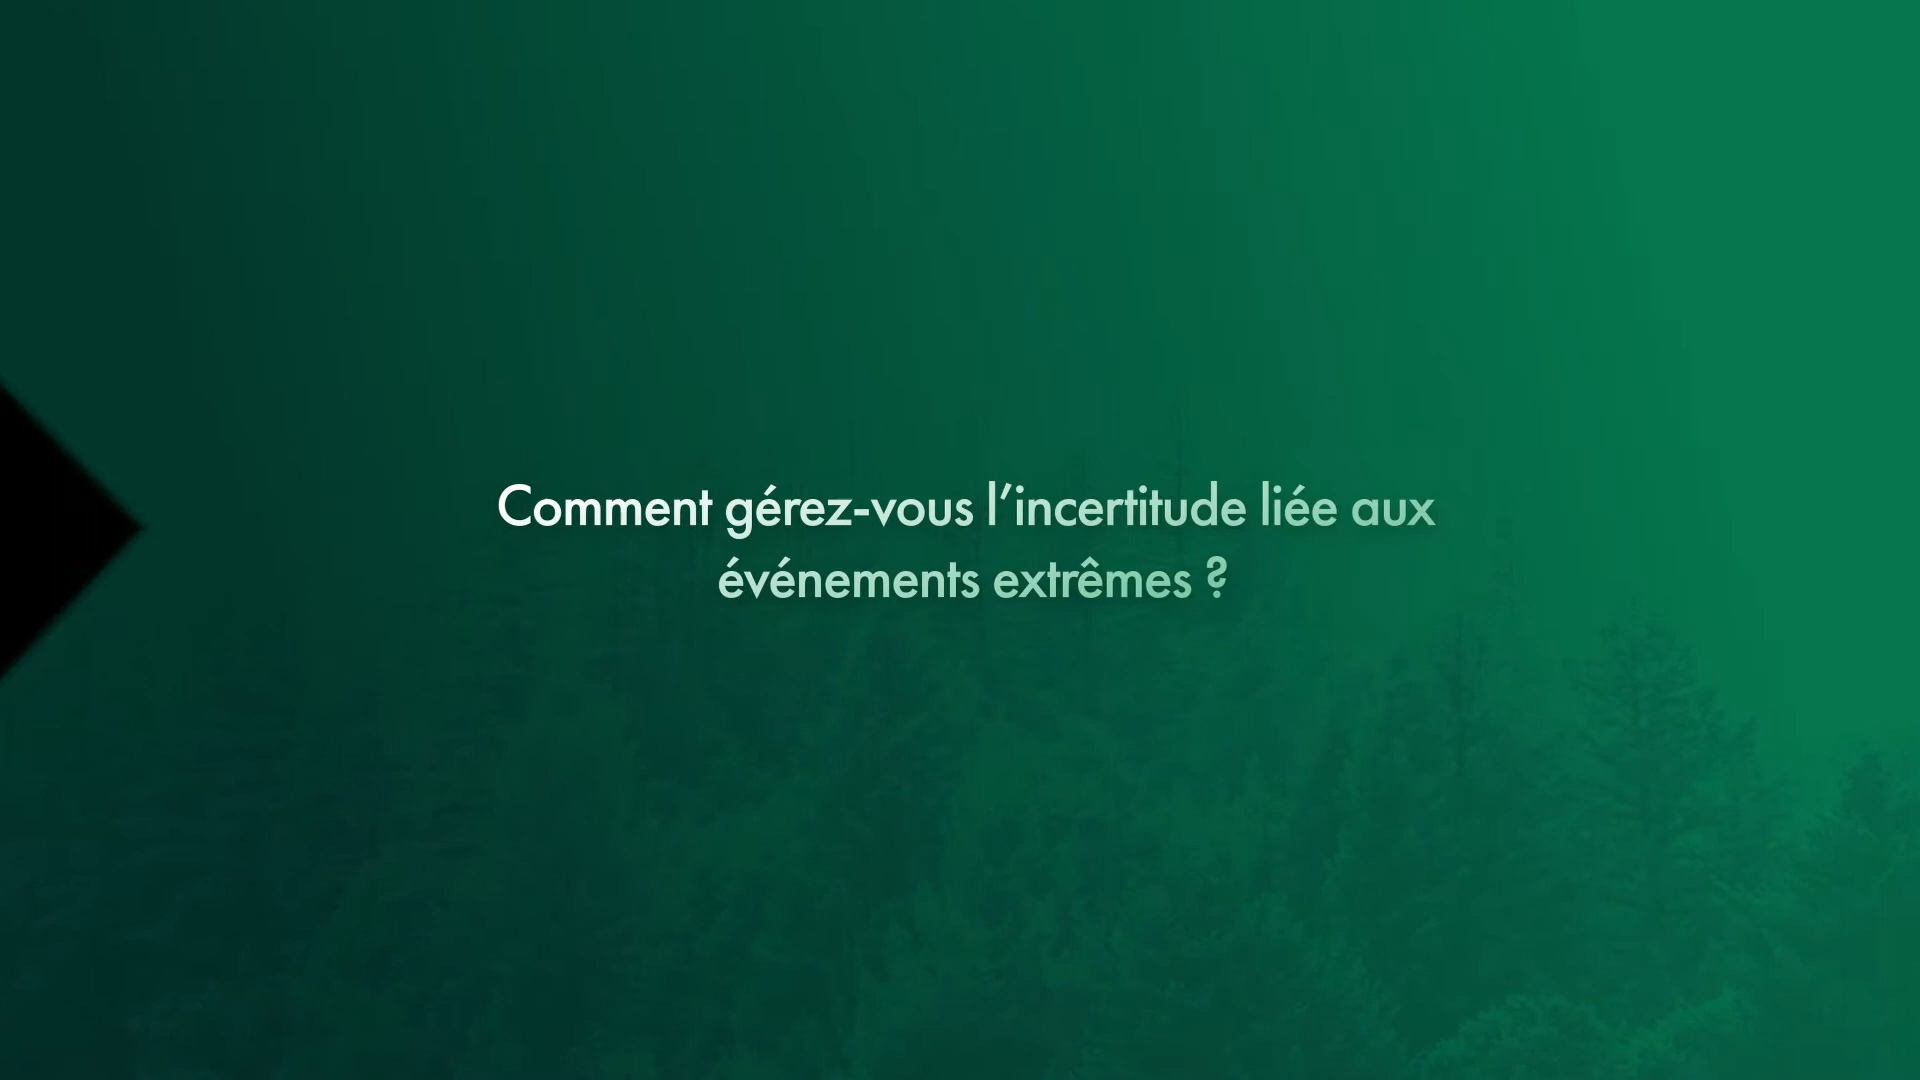 Comment gérez-vous l’incertitude liée aux
événements extrêmes ?